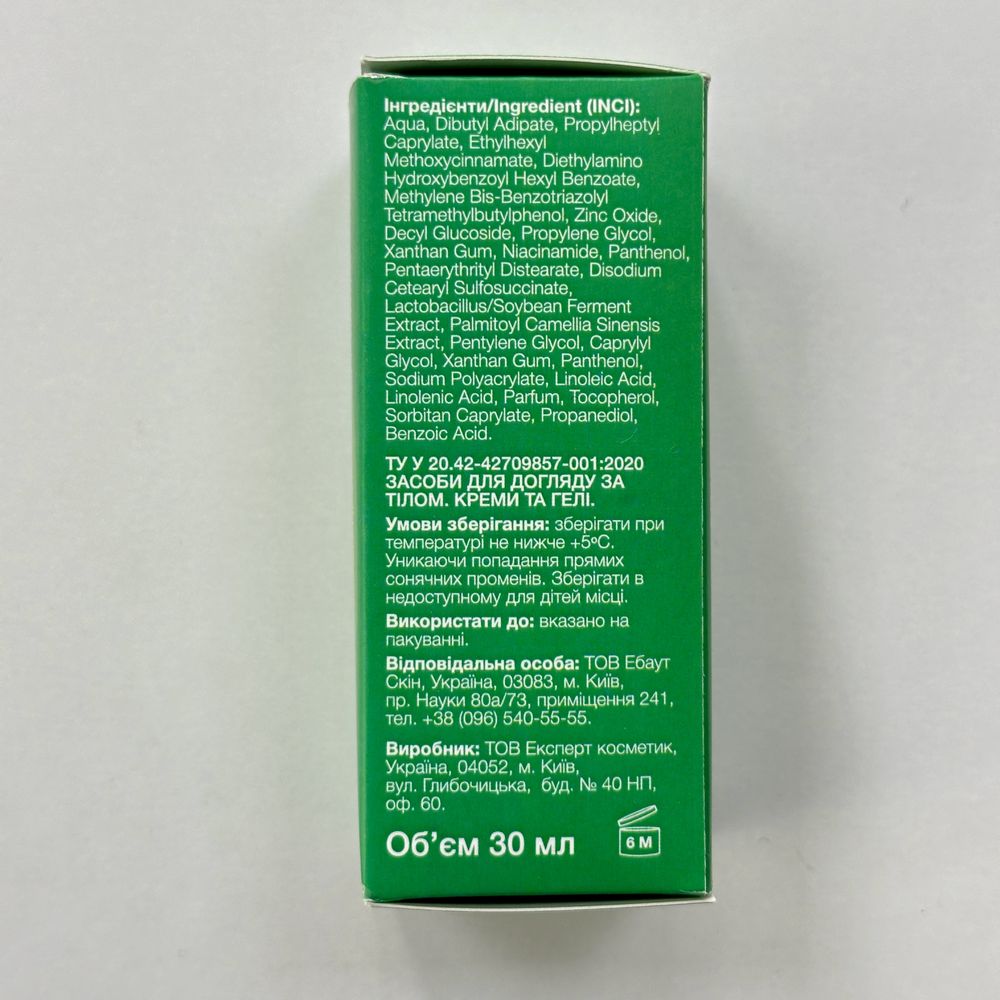 Інгредієнти/Ingredient (INCI):
Aqua, Dibutyl Adipate, Propylheptyl
Caprylate, Ethylhexyl
Methoxycinnamate, Diethylamino
Hydroxybenzoyl Hexyl Benzoate,
Methylene Bis-Benzotriazolyl
Tetramethylbutylphenol, Zinc Oxide,
Decyl Glucoside, Propylene Glycol,
Xanthan Gum, Niacinamide, Panthenol,
Pentaerythrityl Distearate, Disodium
Cetearyl Sulfosuccinate,
Lactobacillus/Soybean Ferment
Extract, Palmitoyl Camellia Sinensis
Extract, Pentylene Glycol, Caprylyl
Glycol, Xanthan Gum, Panthenol,
Sodium Polyacrylate, Linoleic Acid,
Linolenic Acid, Parfum, Tocopherol,
Sorbitan Caprylate, Propanediol,
Benzoic Acid.
ТУ У 20.42-42709857-001:2020
ЗАСОБИ ДЛЯ ДОГЛЯДУ ЗА
ТІЛОМ. КРЕМИ ТА ГЕЛІ.
Умови зберігання: зберігати при
температурі не нижче +5ºС.
Уникаючи попадання прямих
сонячних променів. Зберігати в
недоступному для дітей місці.
Використати до: вказано на
пакуванні.
Відповідальна особа: ТОВ Ебаут
Скін, Україна, 03083, м. Київ,
пр. Науки 80а/73, приміщення 241,
тел. +38 (096) 540-55-55.
Виробник: ТОВ Експерт косметик,
Україна, 04052, м. Київ,
вул. Глибочицька, буд. № 40 НП,
оф. 60.
Об’єм 30 мл
6 M